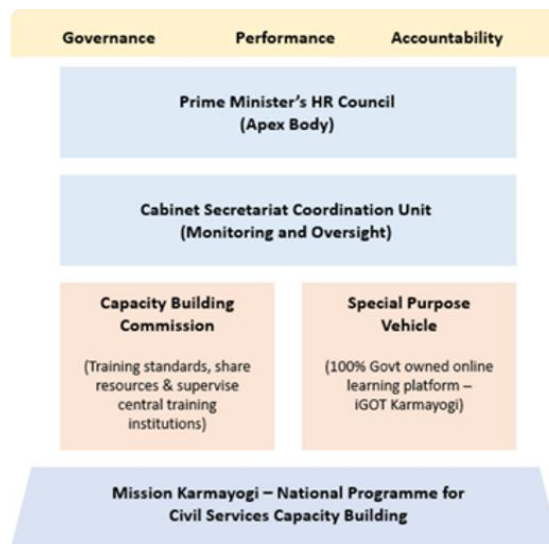 Governance Performance Accountability
Prime Minister's HR Council
(Apex Body)
Cabinet Secretariat Coordination Unit
(Monitoring and Oversight)
Capacity Building
Commission
(Training standards, share
resources & supervise
central training
institutions)
Special Purpose
Vehicle
(100% Govt owned online
learning platform –
iGOT Karmayogi)
Mission Karmayogi – National Programme for
Civil Services Capacity Building